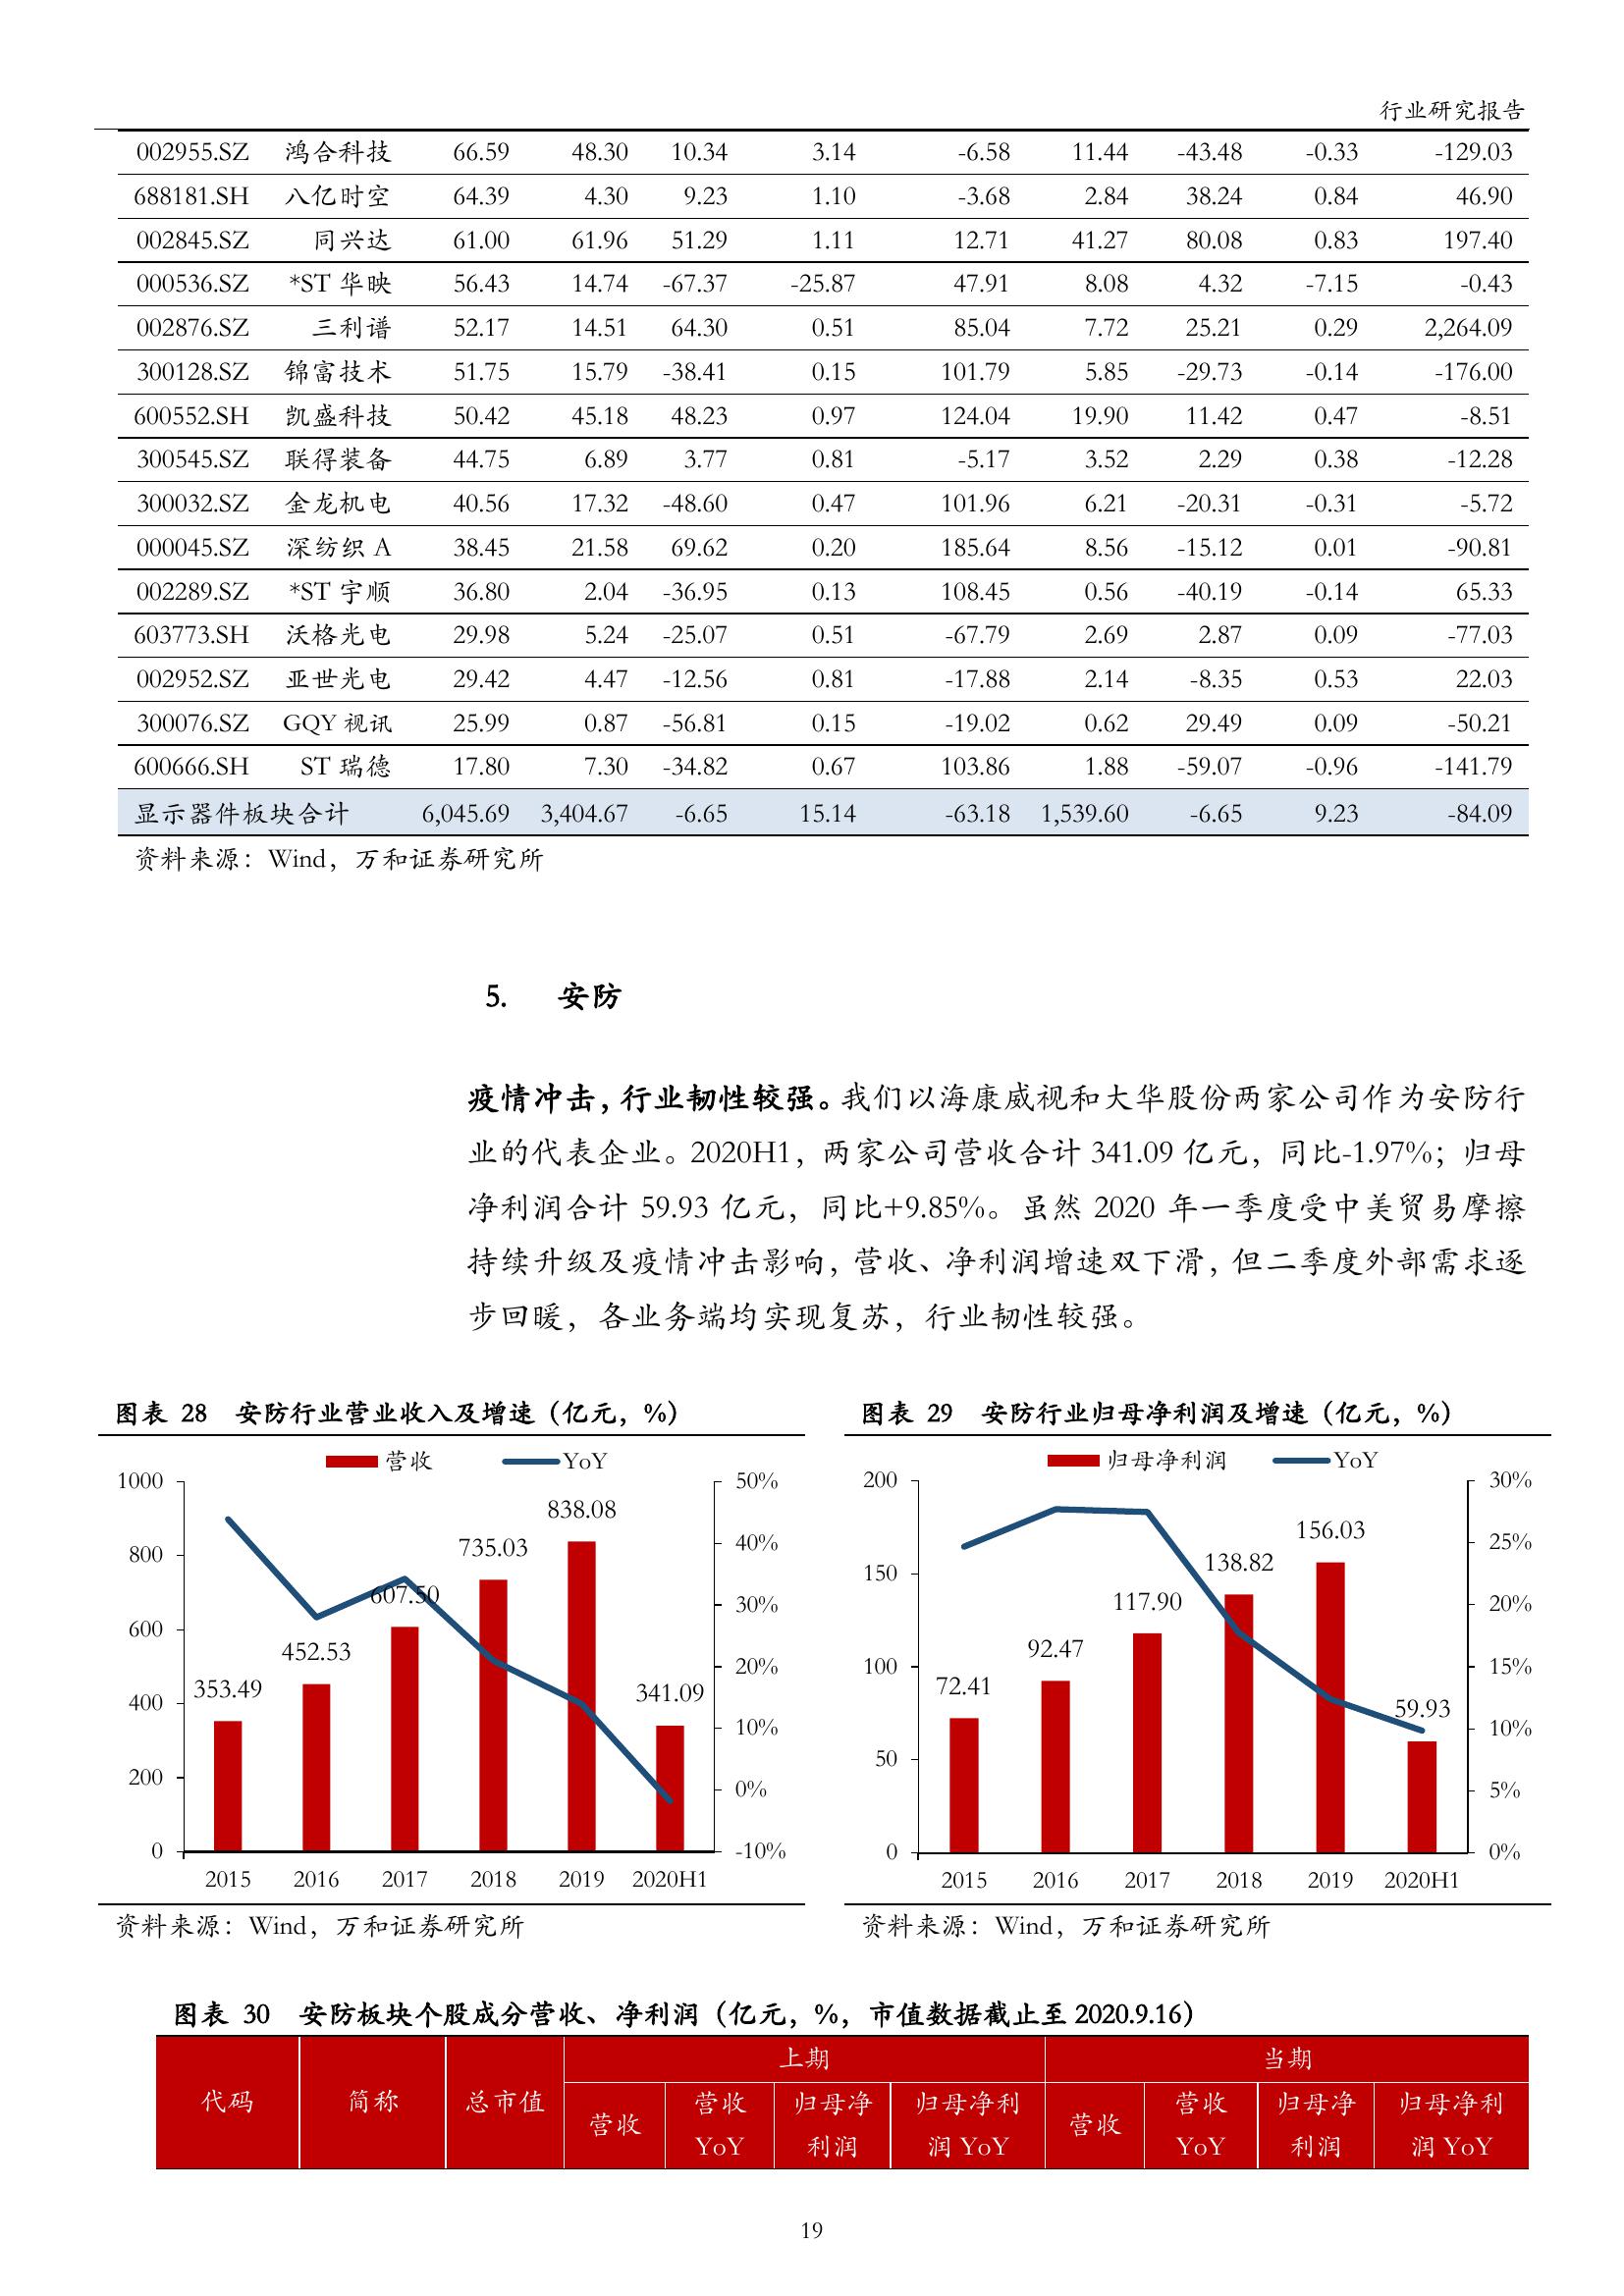 行业研究报告
002955.SZ 鸿合科技 66.59 48.30 10.34 3.14 -6.58 11.44 -43.48 -0.33 -129.03
688181.SH 八亿时空 64.39 4.30 9.23 1.10 -3.68 2.84 38.24 0.84 46.90
002845.SZ 同兴达 61.00 61.96 51.29 1.11 12.71 41.27 80.08 0.83 197.40
000536.SZ *ST 华映 56.43 14.74 -67.37 -25.87 47.91 8.08 4.32 -7.15 -0.43
002876.SZ 三利谱 52.17 14.51 64.30 0.51 85.04 7.72 25.21 0.29 2,264.09
300128.SZ 锦富技术 51.75 15.79 -38.41 0.15 101.79 5.85 -29.73 -0.14 -176.00
600552.SH 凯盛科技 50.42 45.18 48.23 0.97 124.04 19.90 11.42 0.47 -8.51
300545.SZ 联得装备 44.75 6.89 3.77 0.81 -5.17 3.52 2.29 0.38 -12.28
300032.SZ 金龙机电 40.56 17.32 -48.60 0.47 101.96 6.21 -20.31 -0.31 -5.72
000045.SZ 深纺织 A 38.45 21.58 69.62 0.20 185.64 8.56 -15.12 0.01 -90.81
002289.SZ *ST 宇顺 36.80 2.04 -36.95 0.13 108.45 0.56 -40.19 -0.14 65.33
603773.SH 沃格光电 29.98 5.24 -25.07 0.51 -67.79 2.69 2.87 0.09 -77.03
002952.SZ 亚世光电 29.42 4.47 -12.56 0.81 -17.88 2.14 -8.35 0.53 22.03
300076.SZ GQY 视讯 25.99 0.87 -56.81 0.15 -19.02 0.62 29.49 0.09 -50.21
600666.SH ST 瑞德 17.80 7.30 -34.82 0.67 103.86 1.88 -59.07 -0.96 -141.79
显示器件板块合计 6,045.69 3,404.67 -6.65 15.14 -63.18 1,539.60 -6.65 9.23 -84.09
资料来源：Wind，万和证券研究所
5. 安防
疫情冲击，行业韧性较强。我们以海康威视和大华股份两家公司作为安防行
业的代表企业。2020H1，两家公司营收合计 341.09 亿元，同比-1.97%；归母
净利润合计 59.93 亿元，同比+9.85%。虽然 2020 年一季度受中美贸易摩擦
持续升级及疫情冲击影响，营收、净利润增速双下滑，但二季度外部需求逐
步回暖，各业务端均实现复苏，行业韧性较强。
图表 28 安防行业营业收入及增速（亿元，%）
营收 YoY
1000
800
600
400
200
0
50%
40%
30%
20%
10%
0%
-10%
353.49
452.53
607.50
735.03
838.08
341.09
2015 2016 2017 2018 2019 2020H1
资料来源：Wind，万和证券研究所
图表 29 安防行业归母净利润及增速（亿元，%）
归母净利润 YoY
200
150
100
50
0
30%
25%
20%
15%
10%
5%
0%
72.41
92.47
117.90
138.82
156.03
59.93
2015 2016 2017 2018 2019 2020H1
资料来源：Wind，万和证券研究所
图表 30 安防板块个股成分营收、净利润（亿元，%，市值数据截止至 2020.9.16）
上期 当期
代码 简称 总市值
营收 营收 归母净 归母净利 营收 营收 归母净 归母净利
YoY 利润 润 YoY YoY 利润 润 YoY
19